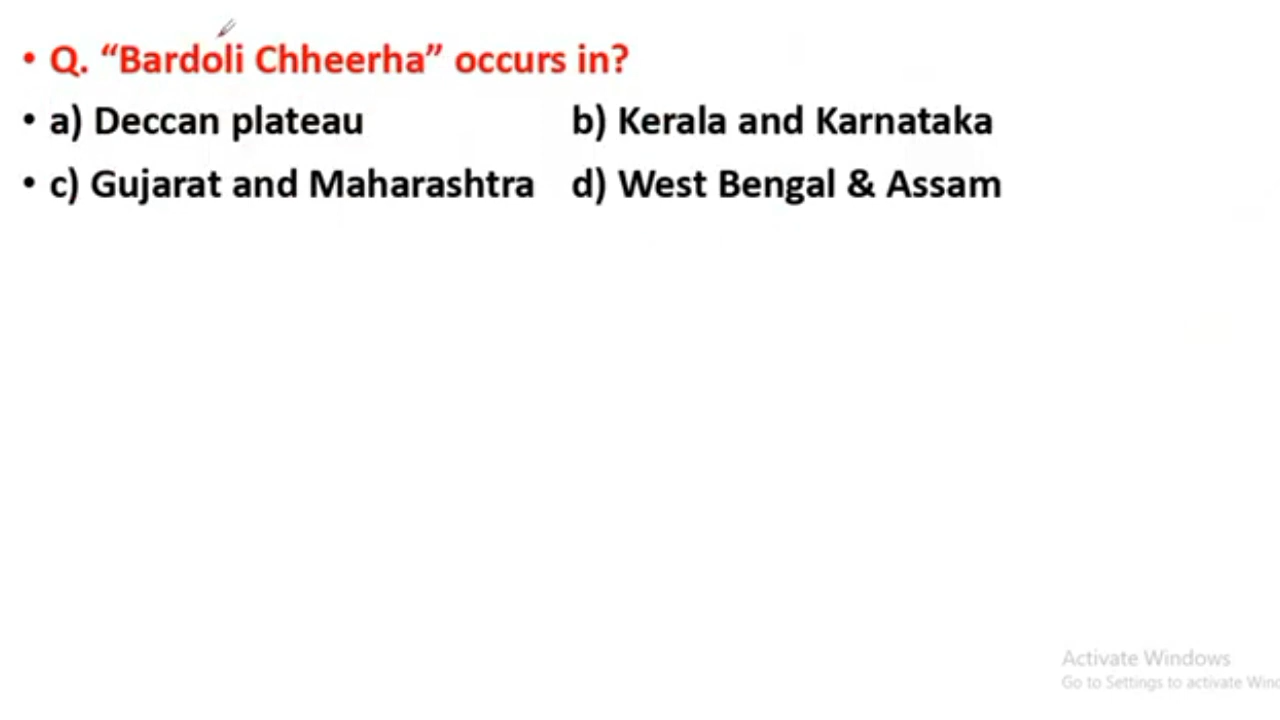 • Q. “Bardoli Chheerha” occurs in?
• a) Deccan plateau b) Kerala and Karnataka
• c) Gujarat and Maharashtra d) West Bengal & Assam
Activate Windows
Go to Settings to activate